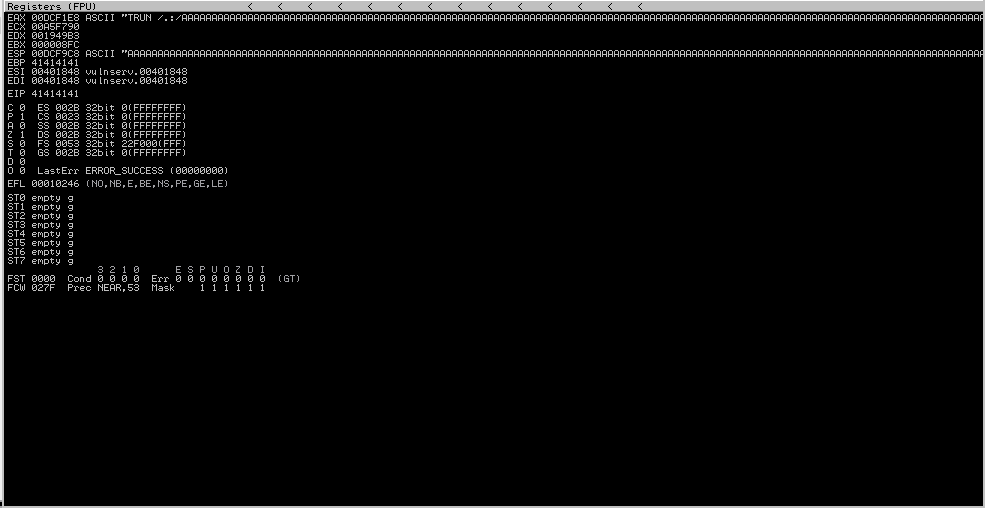 Registers (FPU) < < < < < < < < < < < < < <
EAX 00DCF1E8 ASCII "TRUN /.:/AAAAAAAAAAAAAAAAAAAAAAAAAAAAAAAAAAAAAAAAAAAAAAAAAAAAAAAAAAAAAAAAAAAAAAAAAAAAAAAAAAAAAAAAAAAAAAAAAAAAAAAAAAAAAAAAAAAAAAAAAA
ECX 00A5F790
EDX 001949B3
EBX 000008FC
ESP 00DCF9C8 ASCII "AAAAAAAAAAAAAAAAAAAAAAAAAAAAAAAAAAAAAAAAAAAAAAAAAAAAAAAAAAAAAAAAAAAAAAAAAAAAAAAAAAAAAAAAAAAAAAAAAAAAAAAAAAAAAAAAAAAAAAAAAAAAAAAAAAA
EBP 41414141
ESI 00401848 vulnserv.00401848
EDI 00401848 vulnserv.00401848
EIP 41414141
C 0 ES 002B 32bit 0(FFFFFFFF)
P 1 CS 0023 32bit 0(FFFFFFFF)
A 0 SS 002B 32bit 0(FFFFFFFF)
Z 1 DS 002B 32bit 0(FFFFFFFF)
S 0 FS 0053 32bit 22F000(FFF)
T 0 GS 002B 32bit 0(FFFFFFFF)
D 0
O 0 LastErr ERROR_SUCCESS (00000000)
EFL 00010246 (NO,NB,E,BE,NS,PE,GE,LE)
ST0 empty g
ST1 empty g
ST2 empty g
ST3 empty g
ST4 empty g
ST5 empty g
ST6 empty g
ST7 empty g
3 2 1 0 E S P U O Z D I
FST 0000 Cond 0 0 0 0 Err 0 0 0 0 0 0 0 0 (GT)
FCW 027F Prec NEAR,53 Mask 1 1 1 1 1 1